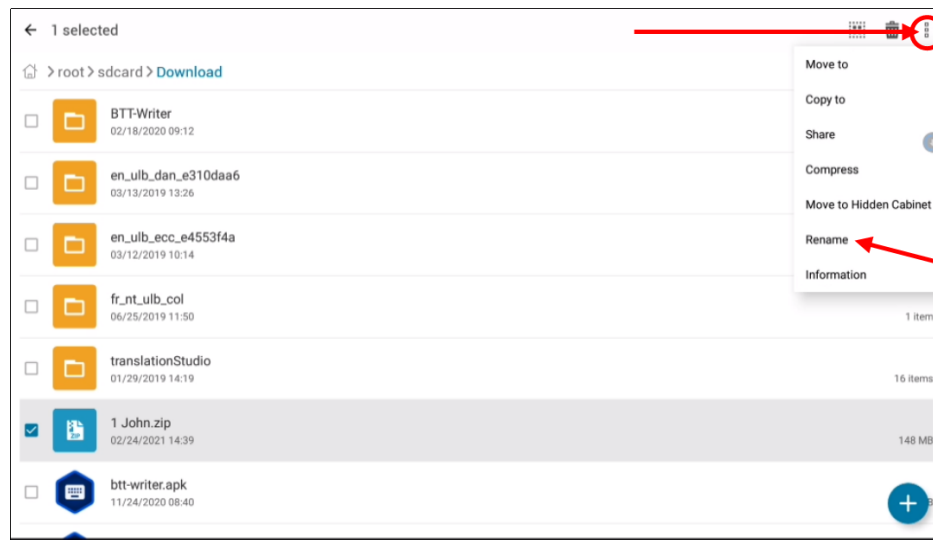 1 selected
root > sdcard > Download
Move to
Copy to
Share
Compress
Move to Hidden Cabinet
Rename
Information
BTT-Writer
02/18/2020 09:12
en_ulb_dan_e310daa6
03/13/2019 13:26
en_ulb_ecc_e4553f4a
03/12/2019 10:14
fr_nt_ulb_col
06/25/2019 11:50
1 item
translationStudio
01/29/2019 14:19
16 items
1 John.zip
02/24/2021 14:39
148 MB
ZIP
btt-writer.apk
11/24/2020 08:40